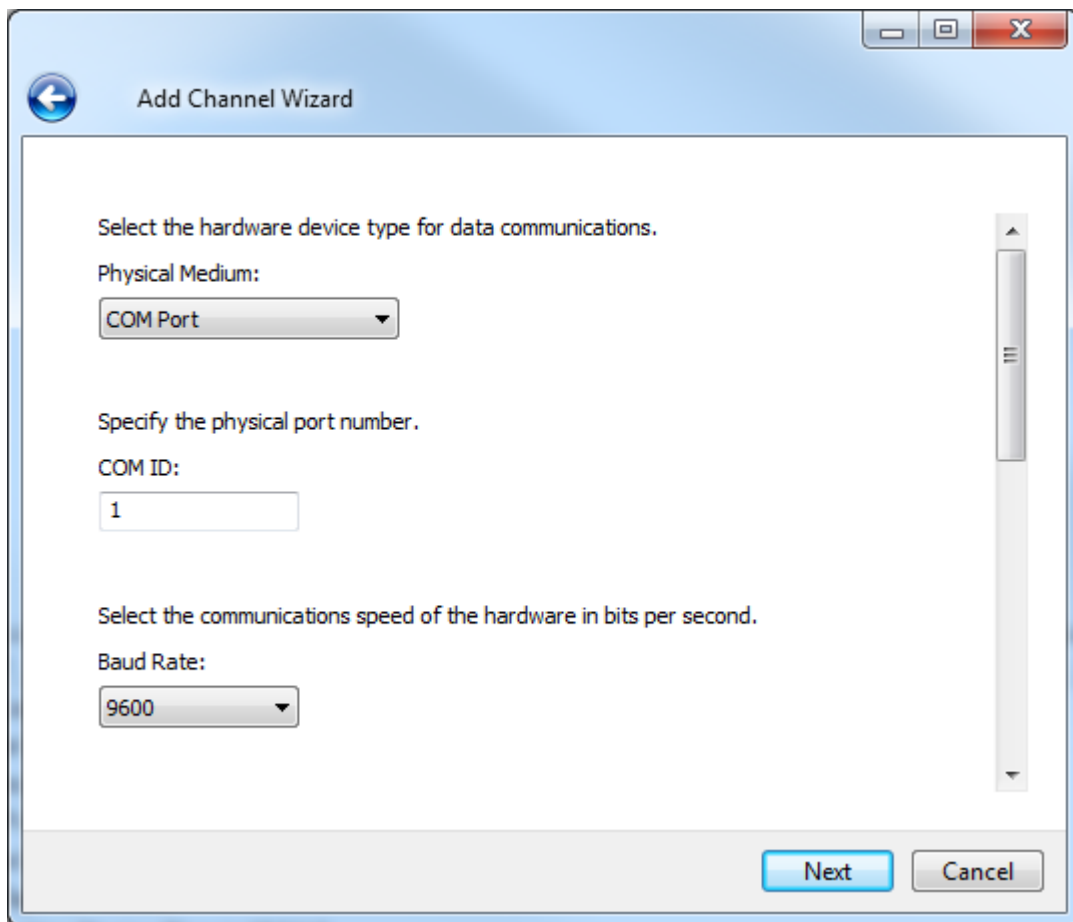 Add Channel Wizard
Select the hardware device type for data communications.
Physical Medium:
COM Port
Specify the physical port number.
COM ID:
1
Select the communications speed of the hardware in bits per second.
Baud Rate:
9600
Next
Cancel